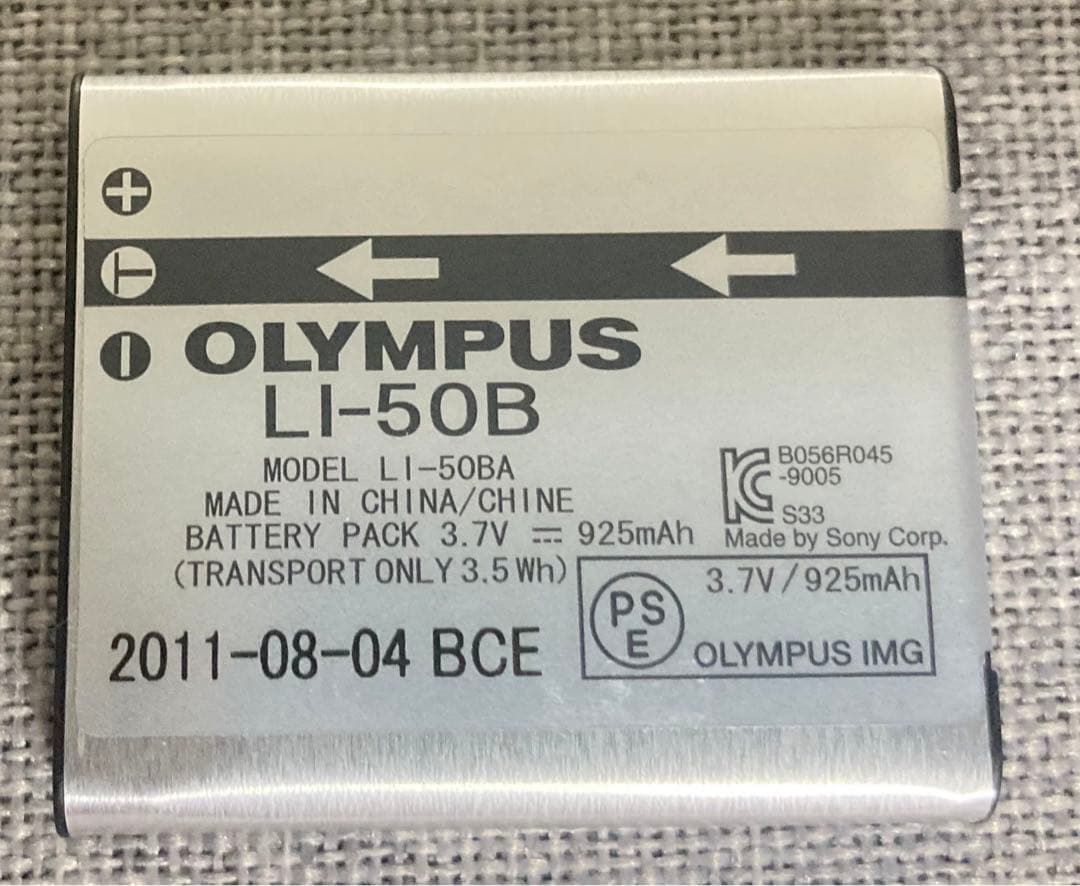 OLYMPUS
LI-50B
MODEL LI-50BA
MADE IN CHINA/CHINE
BATTERY PACK 3.7V ⎓ 925mAh
(TRANSPORT ONLY 3.5 Wh)
2011-08-04 BCE
KC
B056R045
-9005
S33
Made by Sony Corp.
PS
E
3.7V/925mAh
OLYMPUS IMG